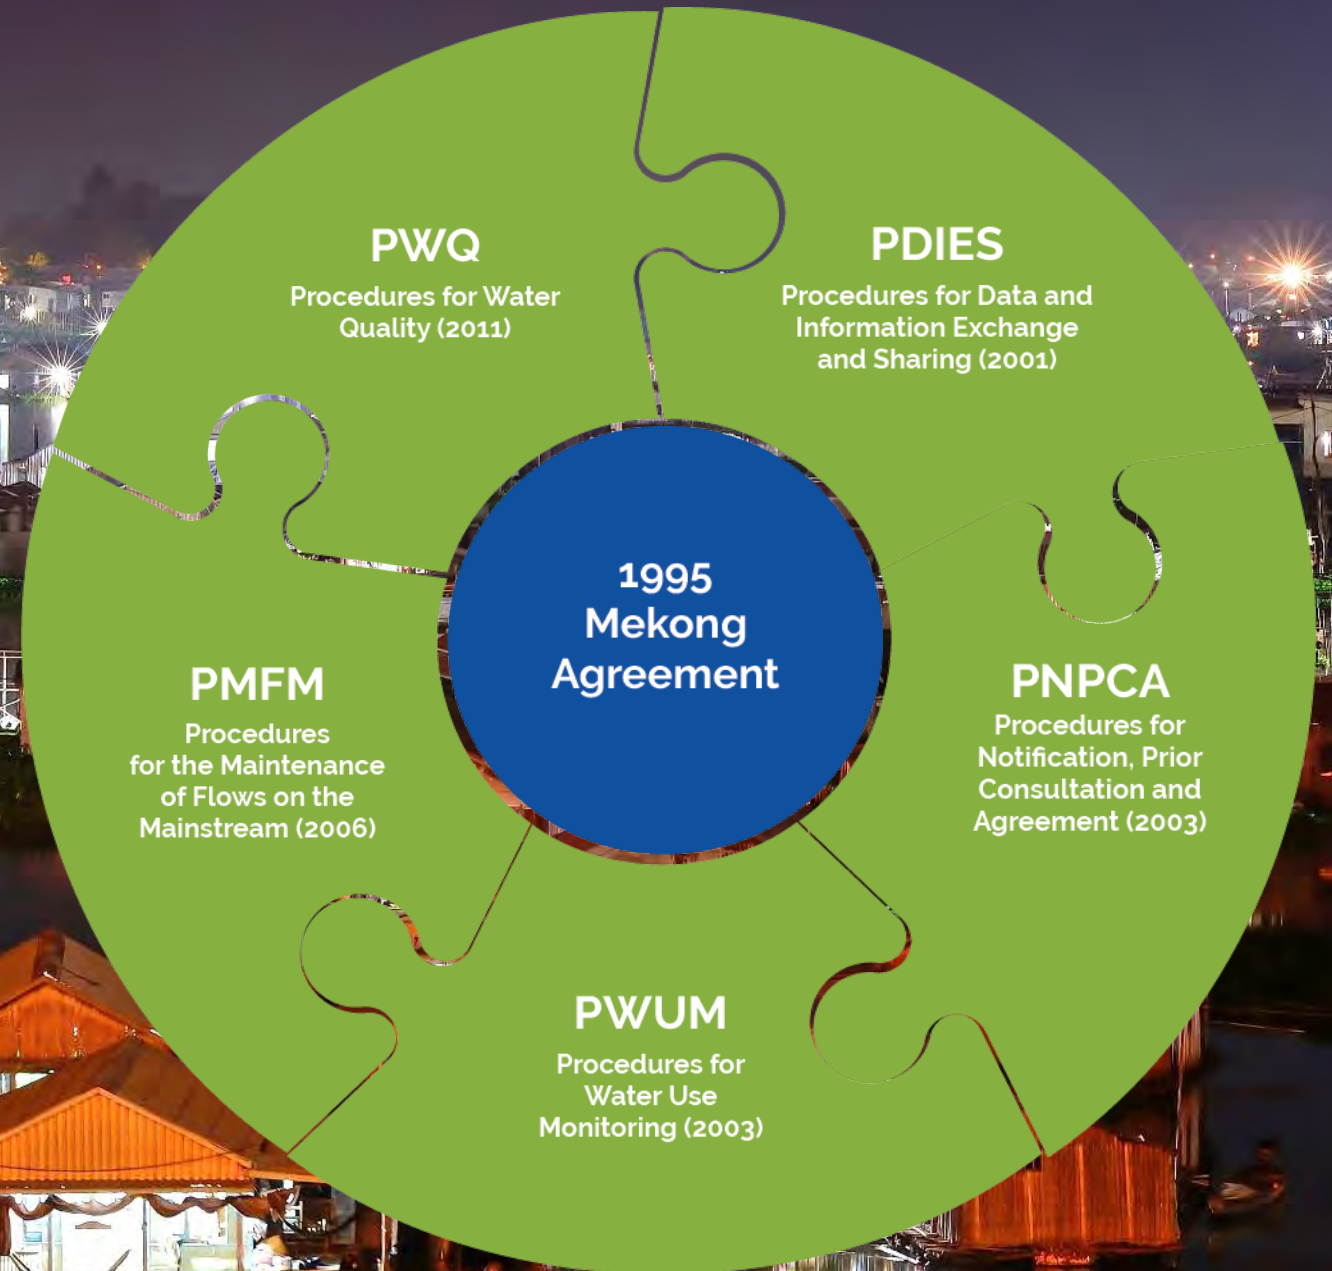 PWQ
Procedures for Water
Quality (2011)
PDIES
Procedures for Data and
Information Exchange
and Sharing (2001)
1995
Mekong
Agreement
PMFM
Procedures
for the Maintenance
of Flows on the
Mainstream (2006)
PNPCA
Procedures for
Notification, Prior
Consultation and
Agreement (2003)
PWUM
Procedures for
Water Use
Monitoring (2003)